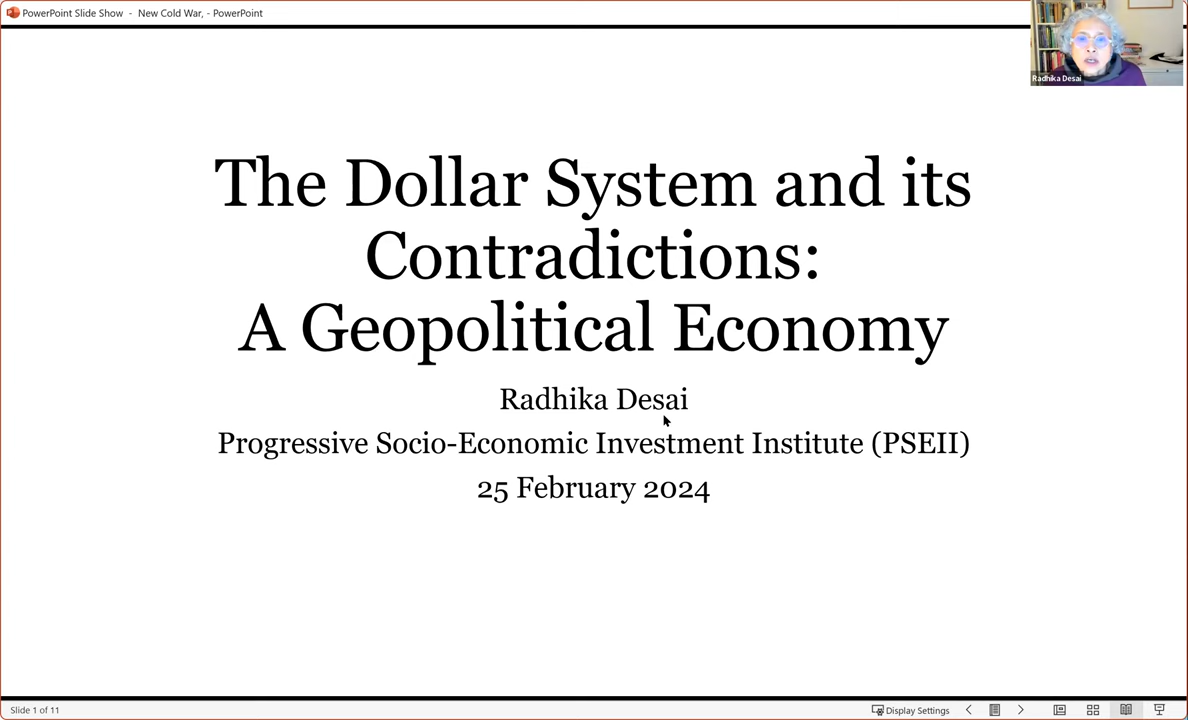 PowerPoint Slide Show - New Cold War, - PowerPoint
Radhika Desai
The Dollar System and its
Contradictions:
A Geopolitical Economy
Radhika Desai
Progressive Socio-Economic Investment Institute (PSEII)
25 February 2024
Slide 1 of 11
Display Settings